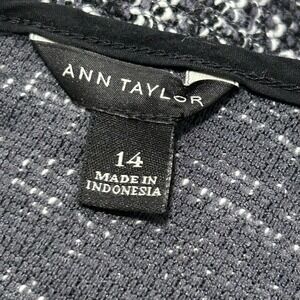 ANN TAYLOR
14
MADE IN
INDONESIA